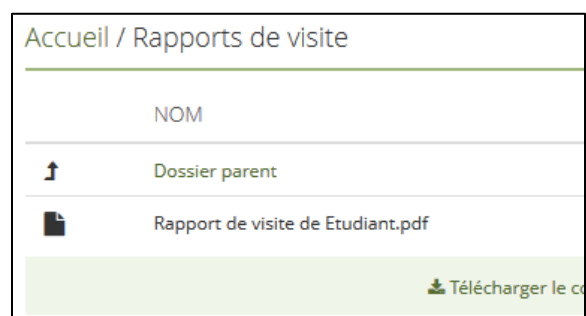 Accueil / Rapports de visite
NOM
Dossier parent
Rapport de visite de Etudiant.pdf
Télécharger le